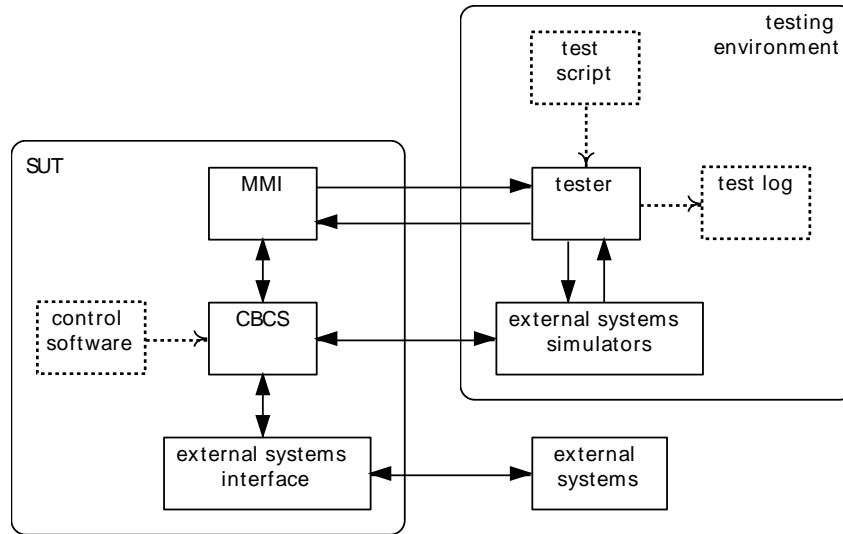 testing
environment
test
script
SUT
MMI
tester
test log
control
software
CBCS
external systems
simulators
external systems
interface
external
systems